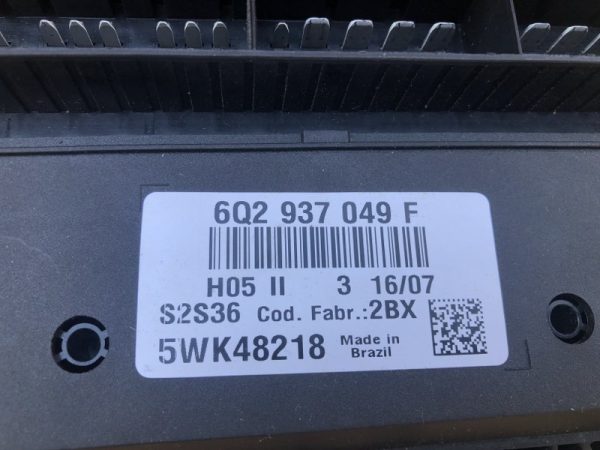 6Q2 937 049 F
H05 II 3 16/07
S2S36 Cod. Fabr.:2BX
5WK48218 Made in
Brazil